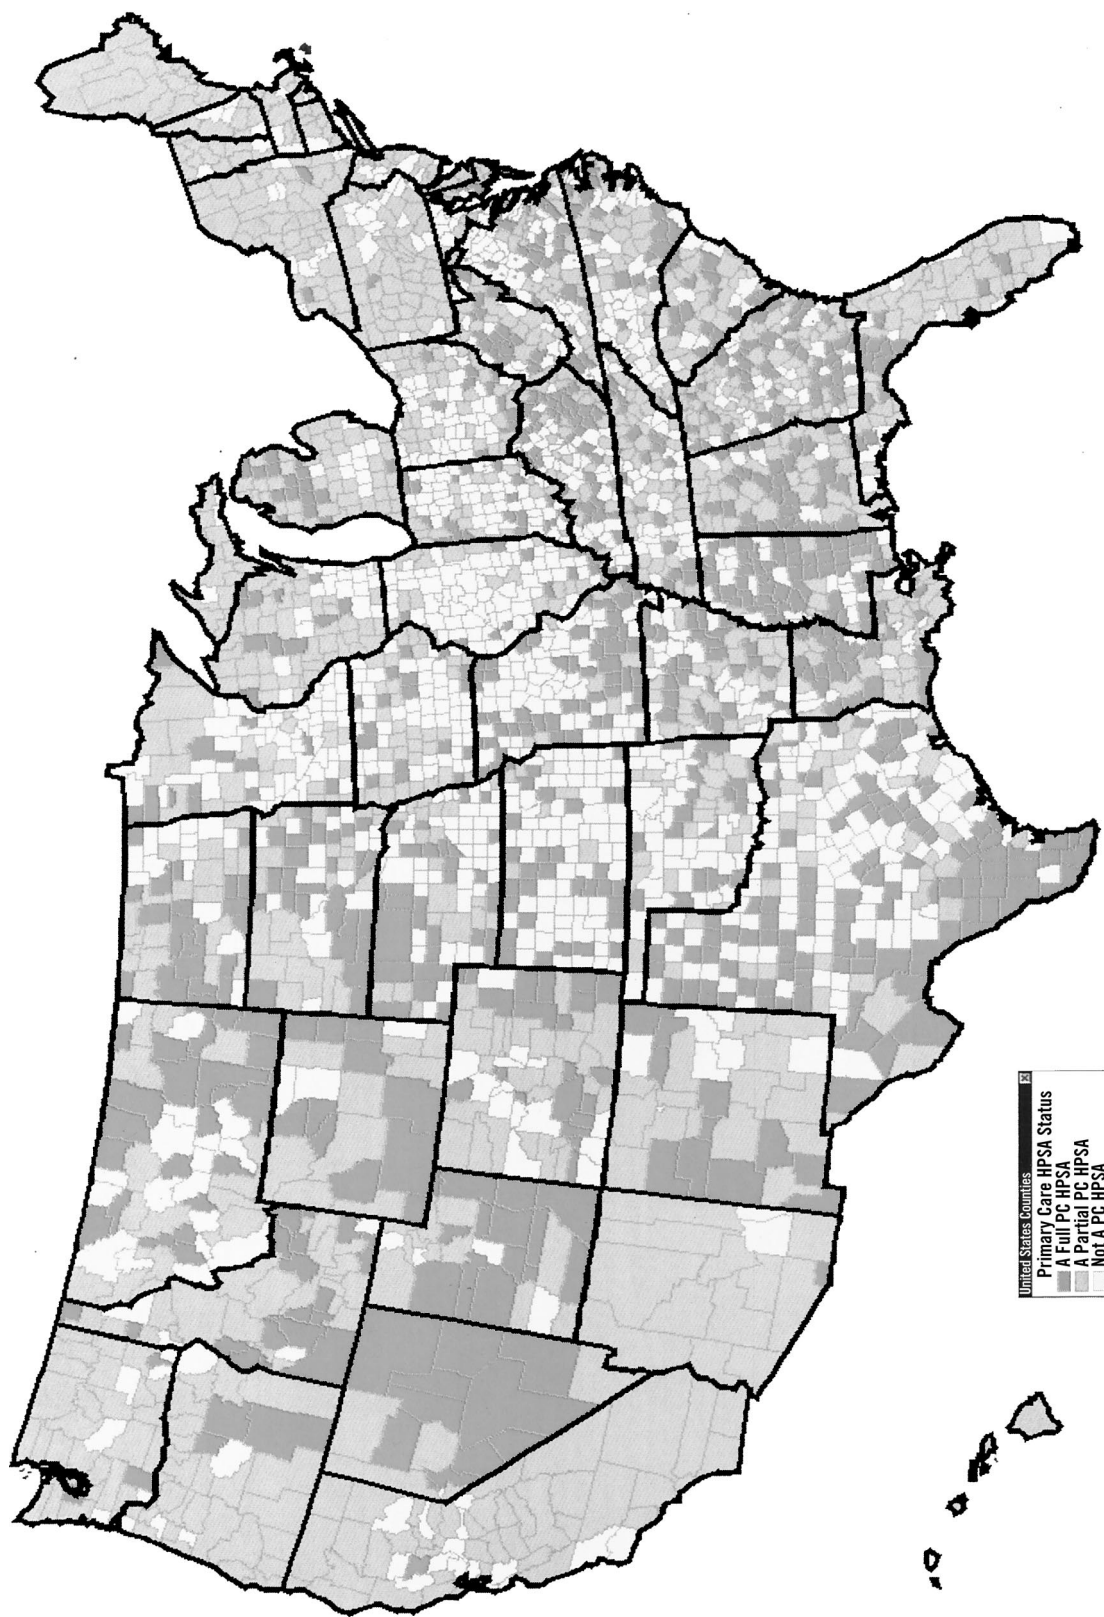 United States Counties
Primary Care HPSA Status
A Full PC HPSA
A Partial PC HPSA
Not A PC HPSA